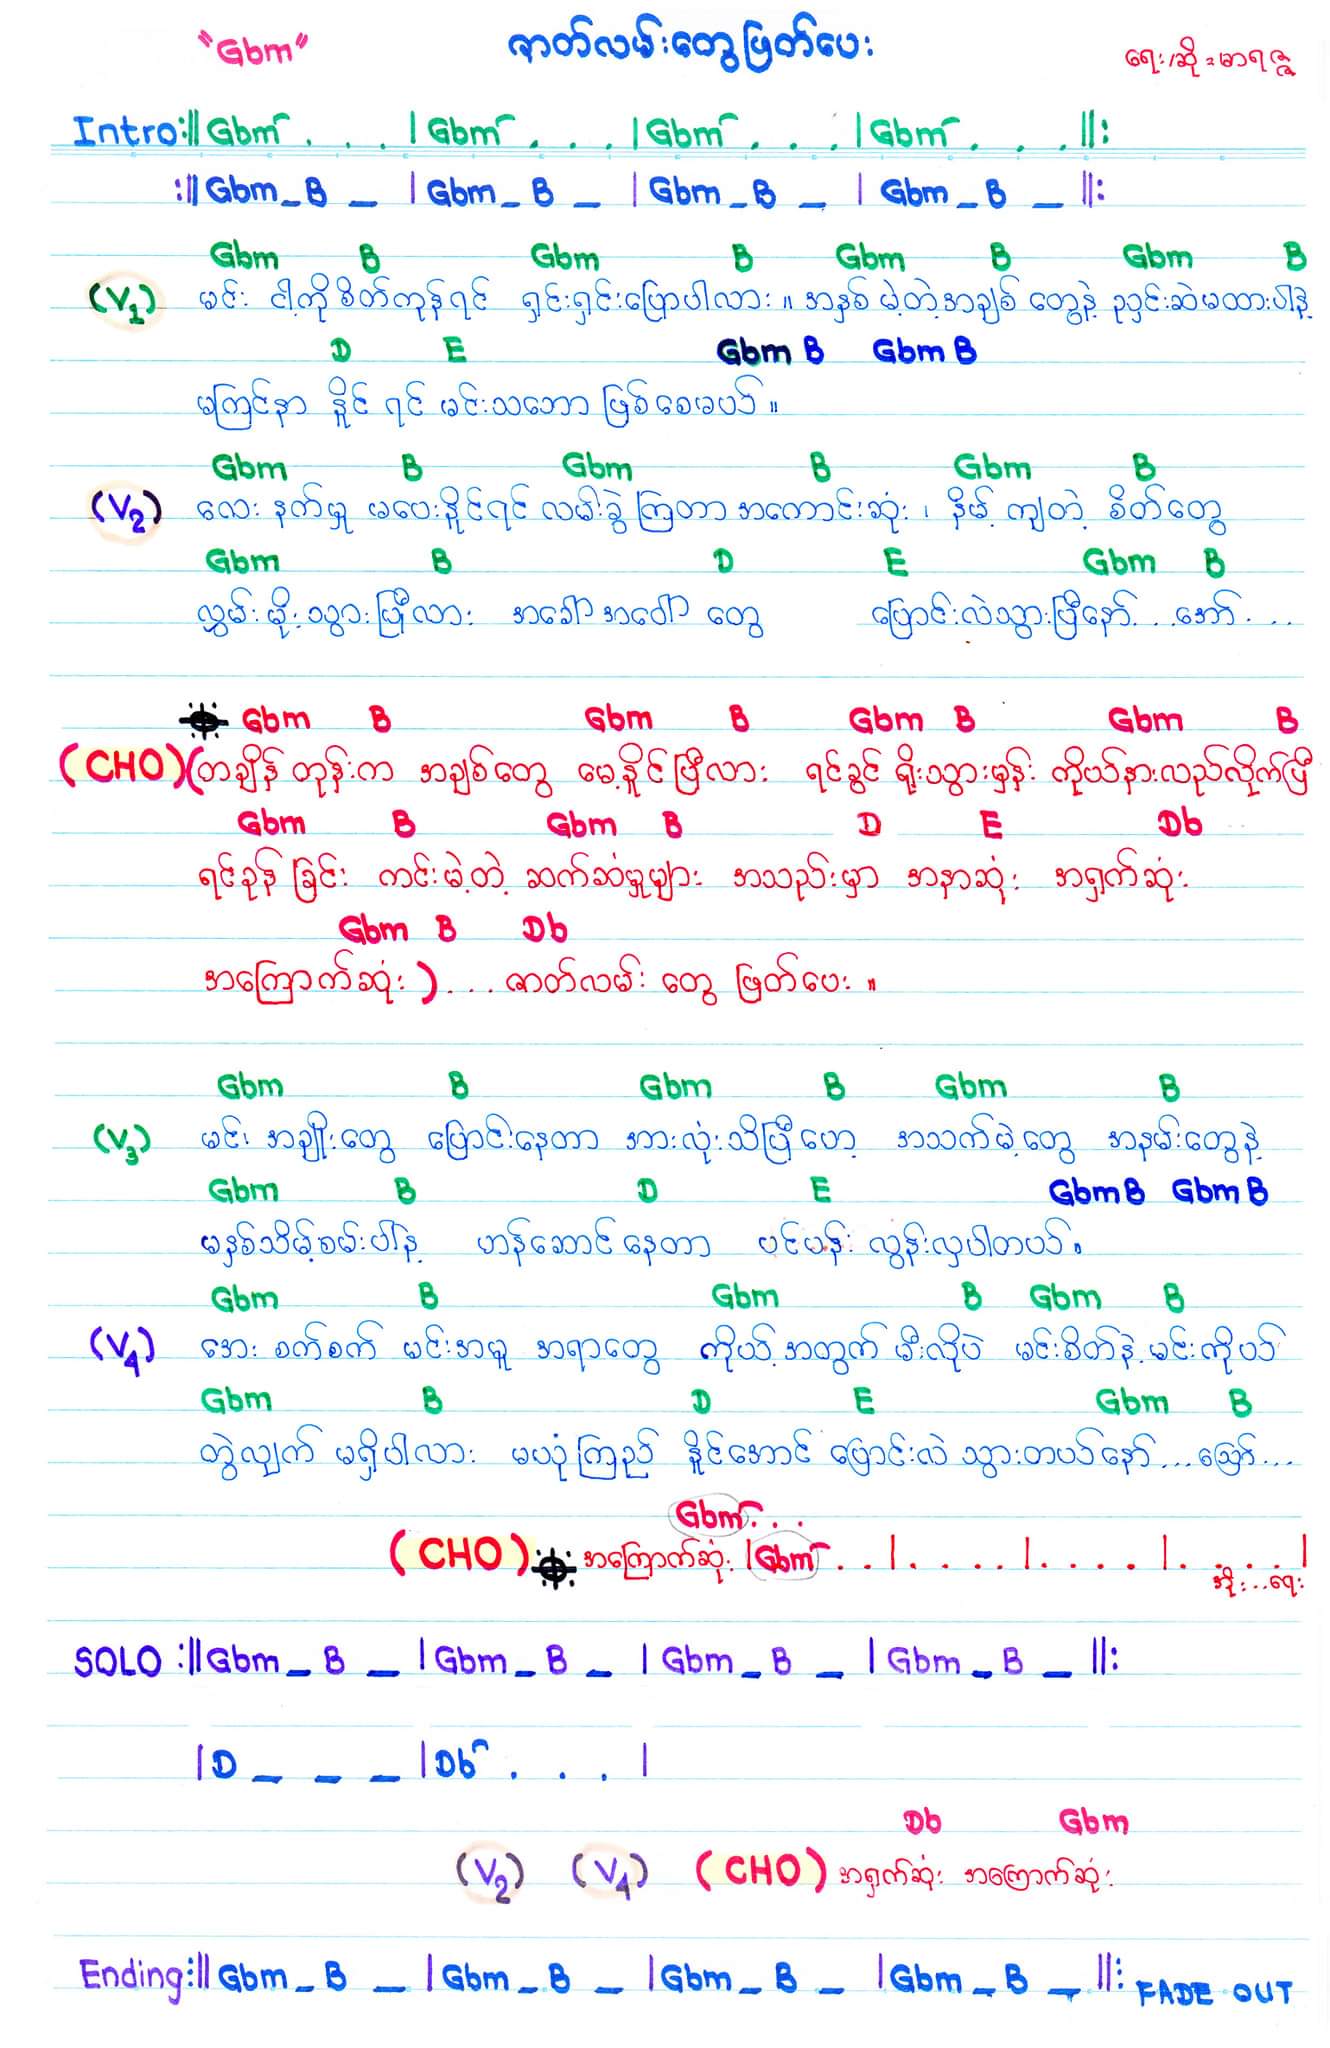 "Gbm" ဇာတ်လမ်းတွေဖြတ်ပေး ရေး/ဆို = မာရဇ္ဇ
Intro :|| Gbm . . . | Gbm . . . | Gbm . . . | Gbm . . . ||:
:|| Gbm _ B _ | Gbm _ B _ | Gbm _ B _ | Gbm _ B _ ||:
Gbm B Gbm B Gbm B Gbm B
(V1) မင်း ငါ့ကိုစိတ်ကုန်ရင် ရှင်းရှင်းပြောပါလား ။ အနှစ်မဲ့တဲ့အချစ်တွေနဲ့ ညှင်းဆဲမထားပါနဲ့
D E Gbm B Gbm B
မကြင်နာ နိုင် ရင် မင်းသဘော ဖြစ်စေမယ် ။
Gbm B Gbm B Gbm B
(V2) လေး နက်မှု မပေးနိုင်ရင် လမ်းခွဲကြတာ အကောင်းဆုံး ၊ နိမ့်ကျတဲ့ စိတ်တွေ
Gbm B D E Gbm B
လွှမ်းမိုးသွားပြီလား အခေါ်အဝေါ် တွေ ပြောင်းလဲသွားပြီနော်...အော်...
Gbm B Gbm B Gbm B Gbm B
(CHO) (တချိန်တုန်းက အချစ်တွေ မေ့နိုင်ပြီလား ရင်ခွင် ရိုးသွားမှန်း ကိုယ်နားလည်လိုက်ပြီ
Gbm B Gbm B D E Db
ရင်ခုန်ခြင်း ကင်းမဲ့တဲ့ ဆက်ဆံမှုများ အသည်းမှာ အနာဆုံး အရှက်ဆုံး
Gbm B Db
အကြောက်ဆုံး ) . . . ဇာတ်လမ်း တွေ ဖြတ်ပေး ။
Gbm B Gbm B Gbm B
(V3) မင်း အချိုးတွေ ပြောင်းနေတာ အားလုံးသိပြီဟေ့ အသက်မဲ့တွေ အနမ်းတွေနဲ့
Gbm B D E Gbm B Gbm B
မနှစ်သိမ့်စမ်းပါနဲ့ ဟန်ဆောင်နေတာ ပင်ပန်း လွန်းလှပါတယ် ။
Gbm B Gbm B Gbm B
(V4) အေး စက်စက် မင်းအမူ အရာတွေ ကိုယ့်အတွက် မီးလိုပဲ မင်းစိတ်နဲ့ မင်းကိုယ်
Gbm B D E Gbm B
တွဲလျက် မရှိပါလား မယုံကြည် နိုင်အောင် ပြောင်းလဲ သွားတယ်နော်...ဩော်...
Gbm . . .
(CHO) အကြောက်ဆုံး | Gbm . . | . . . . | . . . . | . . . . |
SOLO :|| Gbm _ B _ | Gbm _ B _ | Gbm _ B _ | Gbm _ B _ ||:
| D _ _ _ | Db . . . |
Db Gbm
(V2) (V4) (CHO) အရှက်ဆုံး အကြောက်ဆုံး
Ending :|| Gbm _ B _ | Gbm _ B _ | Gbm _ B _ | Gbm _ B _ ||: FADE OUT